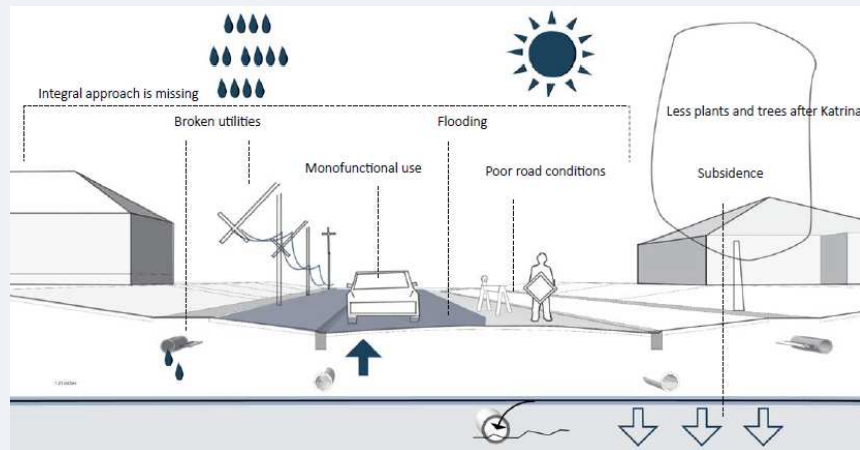 Integral approach is missing
Less plants and trees after Katrina
Broken utilities
Flooding
Monofunctional use
Poor road conditions
Subsidence